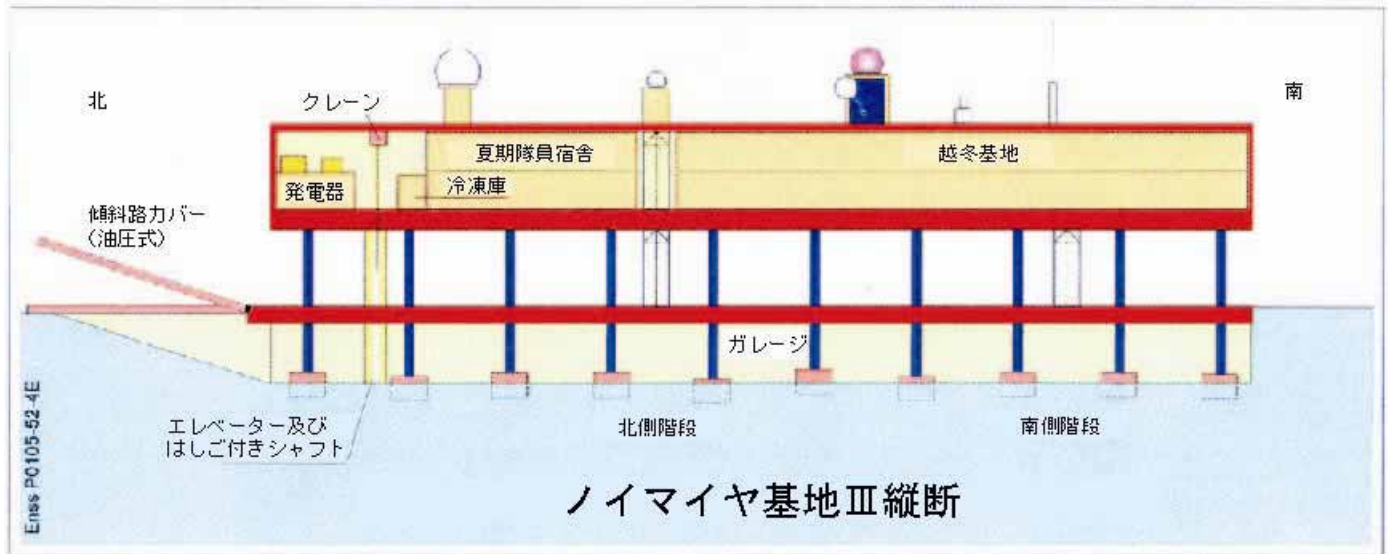 北
南
クレーン
夏期隊員宿舎
越冬基地
発電器
冷凍庫
傾斜路カバー
（油圧式）
ガレージ
エレベーター及び
はしご付きシャフト
北側階段
南側階段
ノイマイヤ基地Ⅲ縦断
Enss P0105-52-4E